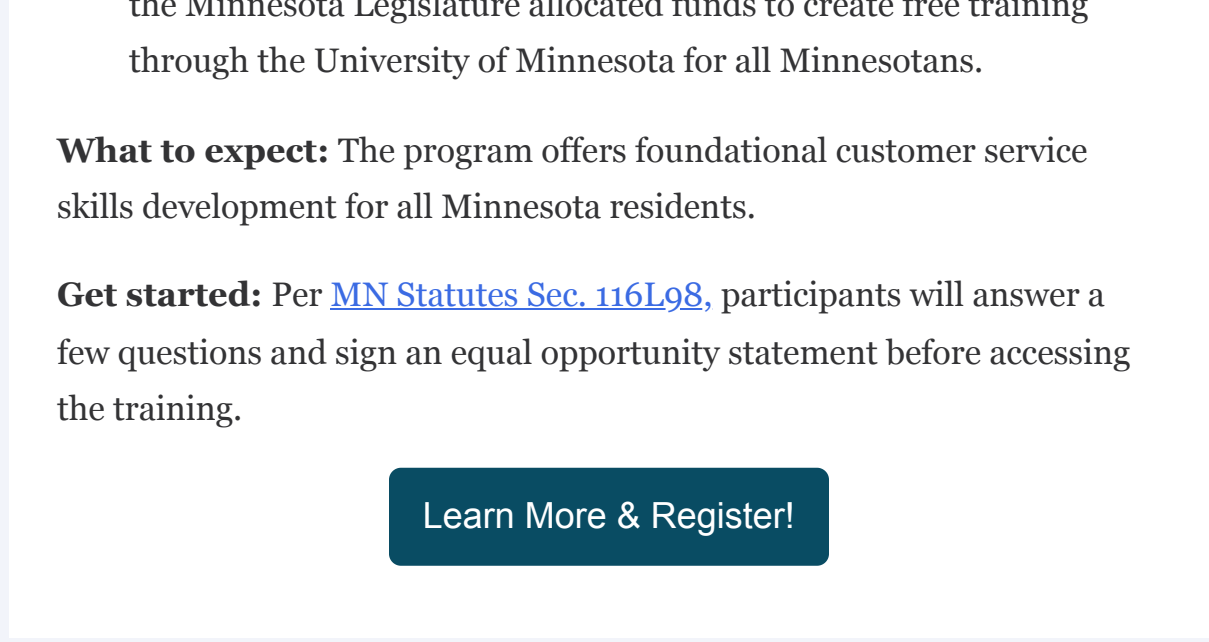 the Minnesota Legislature allocated funds to create free training
through the University of Minnesota for all Minnesotans.
What to expect: The program offers foundational customer service
skills development for all Minnesota residents.
Get started: Per MN Statutes Sec. 116L98, participants will answer a
few questions and sign an equal opportunity statement before accessing
the training.
Learn More & Register!